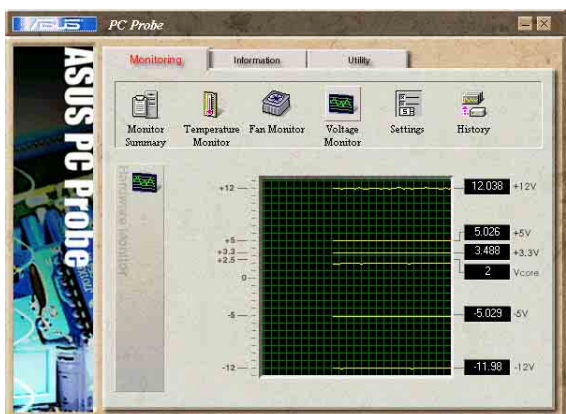 /ASUS PC Probe
ASUS PC Probe
Monitoring Information Utility
Monitor Summary
Temperature Monitor
Fan Monitor
Voltage Monitor
Settings
History
Hardware Monitor
+12
+5
+3.3
+2.5
0
-5
-12
12.038 +12V
5.026 +5V
3.488 +3.3V
2 Vcore
-5.029 -5V
-11.98 -12V